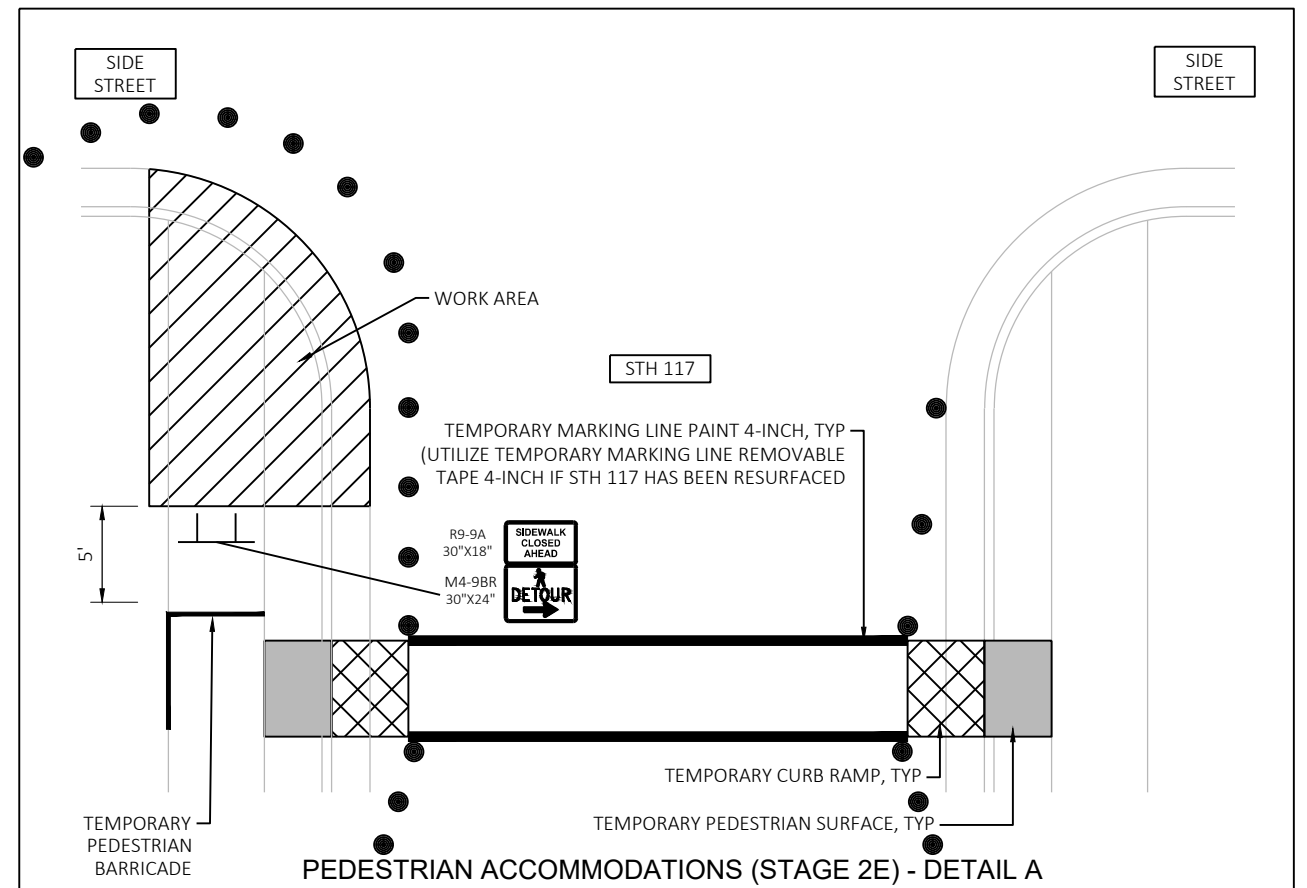 SIDE
STREET
SIDE
STREET
WORK AREA
STH 117
TEMPORARY MARKING LINE PAINT 4-INCH, TYP
(UTILIZE TEMPORARY MARKING LINE REMOVABLE
TAPE 4-INCH IF STH 117 HAS BEEN RESURFACED
5'
R9-9A
30"X18"
SIDEWALK
CLOSED
AHEAD
M4-9BR
30"X24"
DETOUR
TEMPORARY CURB RAMP, TYP
TEMPORARY PEDESTRIAN SURFACE, TYP
TEMPORARY
PEDESTRIAN
BARRICADE
PEDESTRIAN ACCOMMODATIONS (STAGE 2E) - DETAIL A